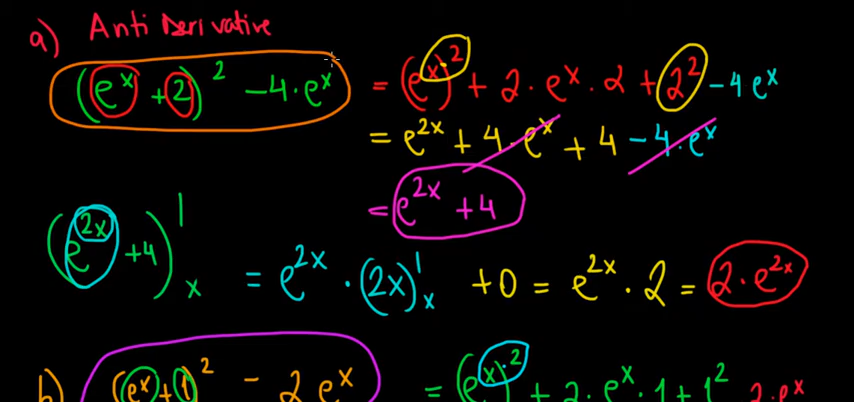 a) Anti Derivative
(e^x + 2)^2 - 4·e^x = (e^x)^2 + 2·e^x·2 + 2^2 - 4e^x
= e^{2x} + 4·e^x + 4 - 4·e^x
= e^{2x} + 4
(e^{2x} + 4)'_x = e^{2x}·(2x)'_x + 0 = e^{2x}·2 = 2·e^{2x}
b) (e^x + 1)^2 - 2e^x = (e^x)^2 + 2·e^x·1 + 1^2 2·e^x